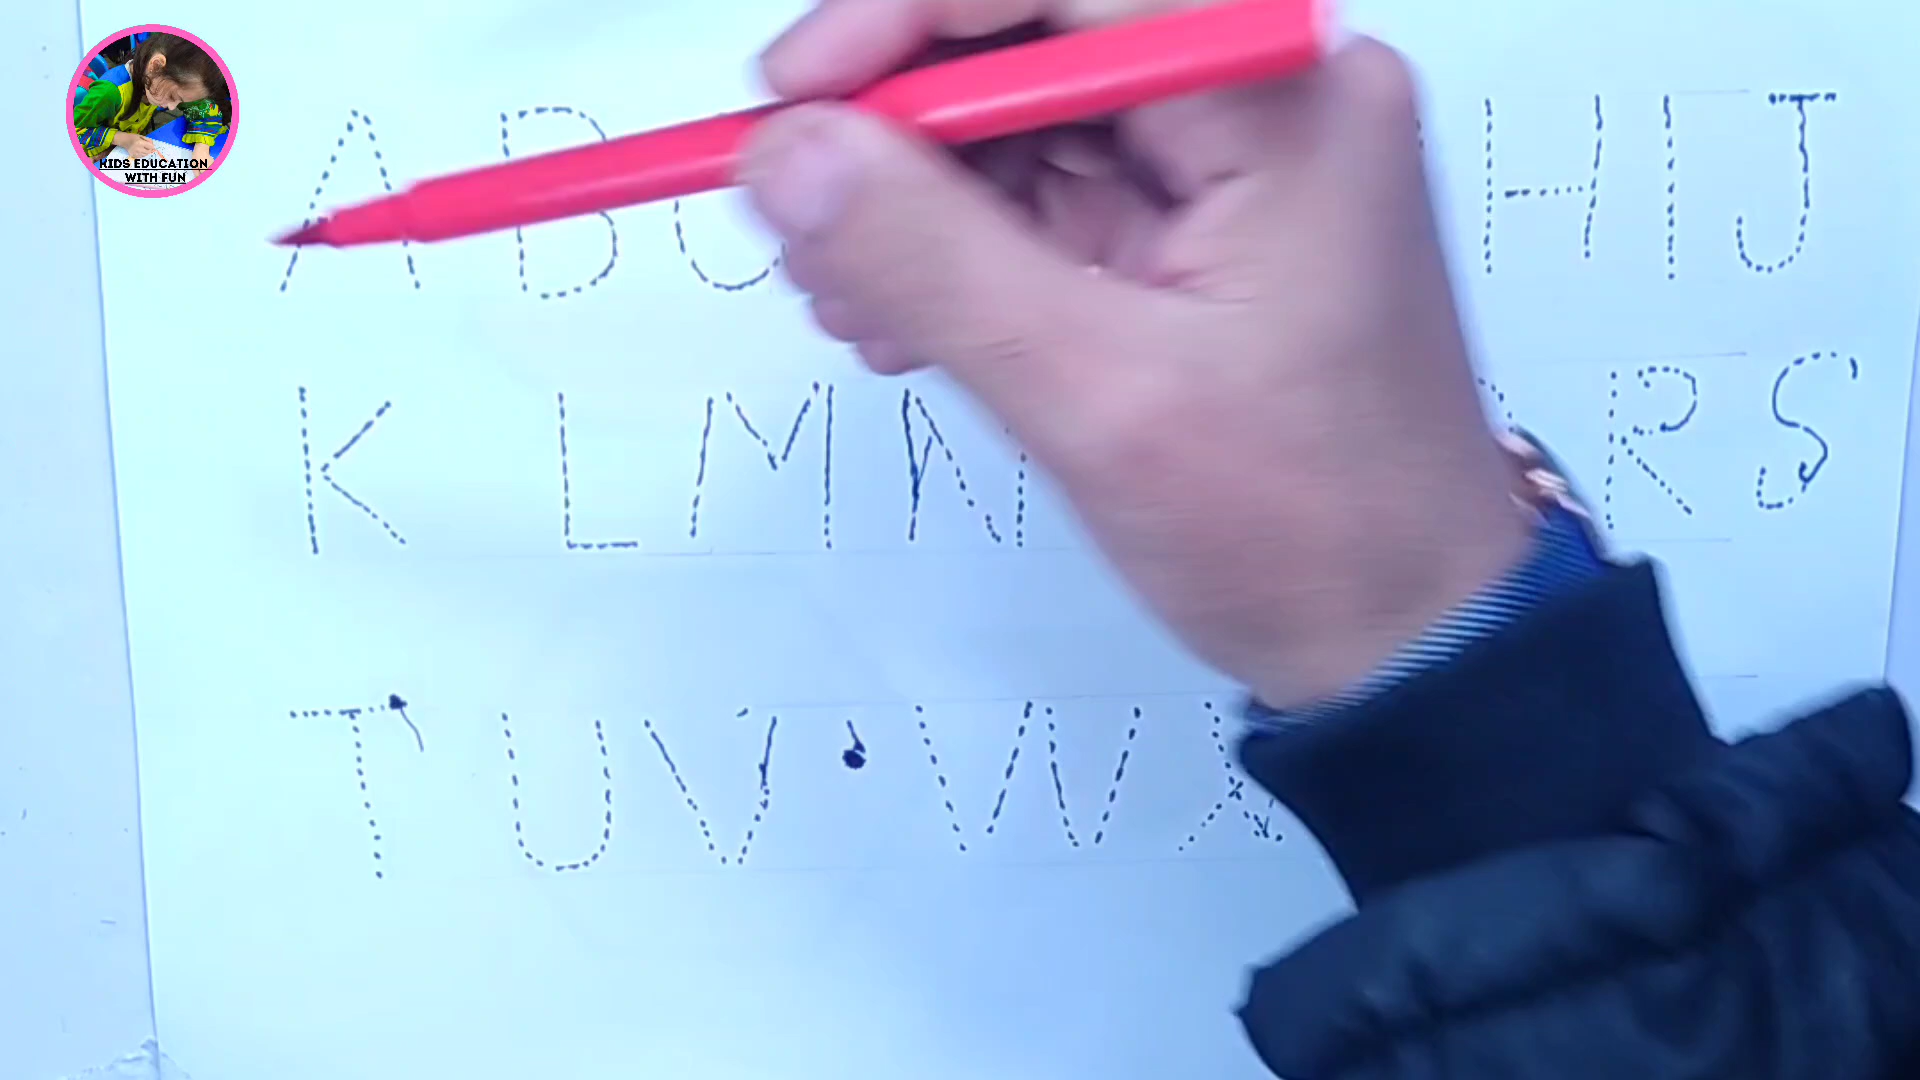 KIDS EDUCATION
WITH FUN
A B C H I J
K L M N R S
T U V W X